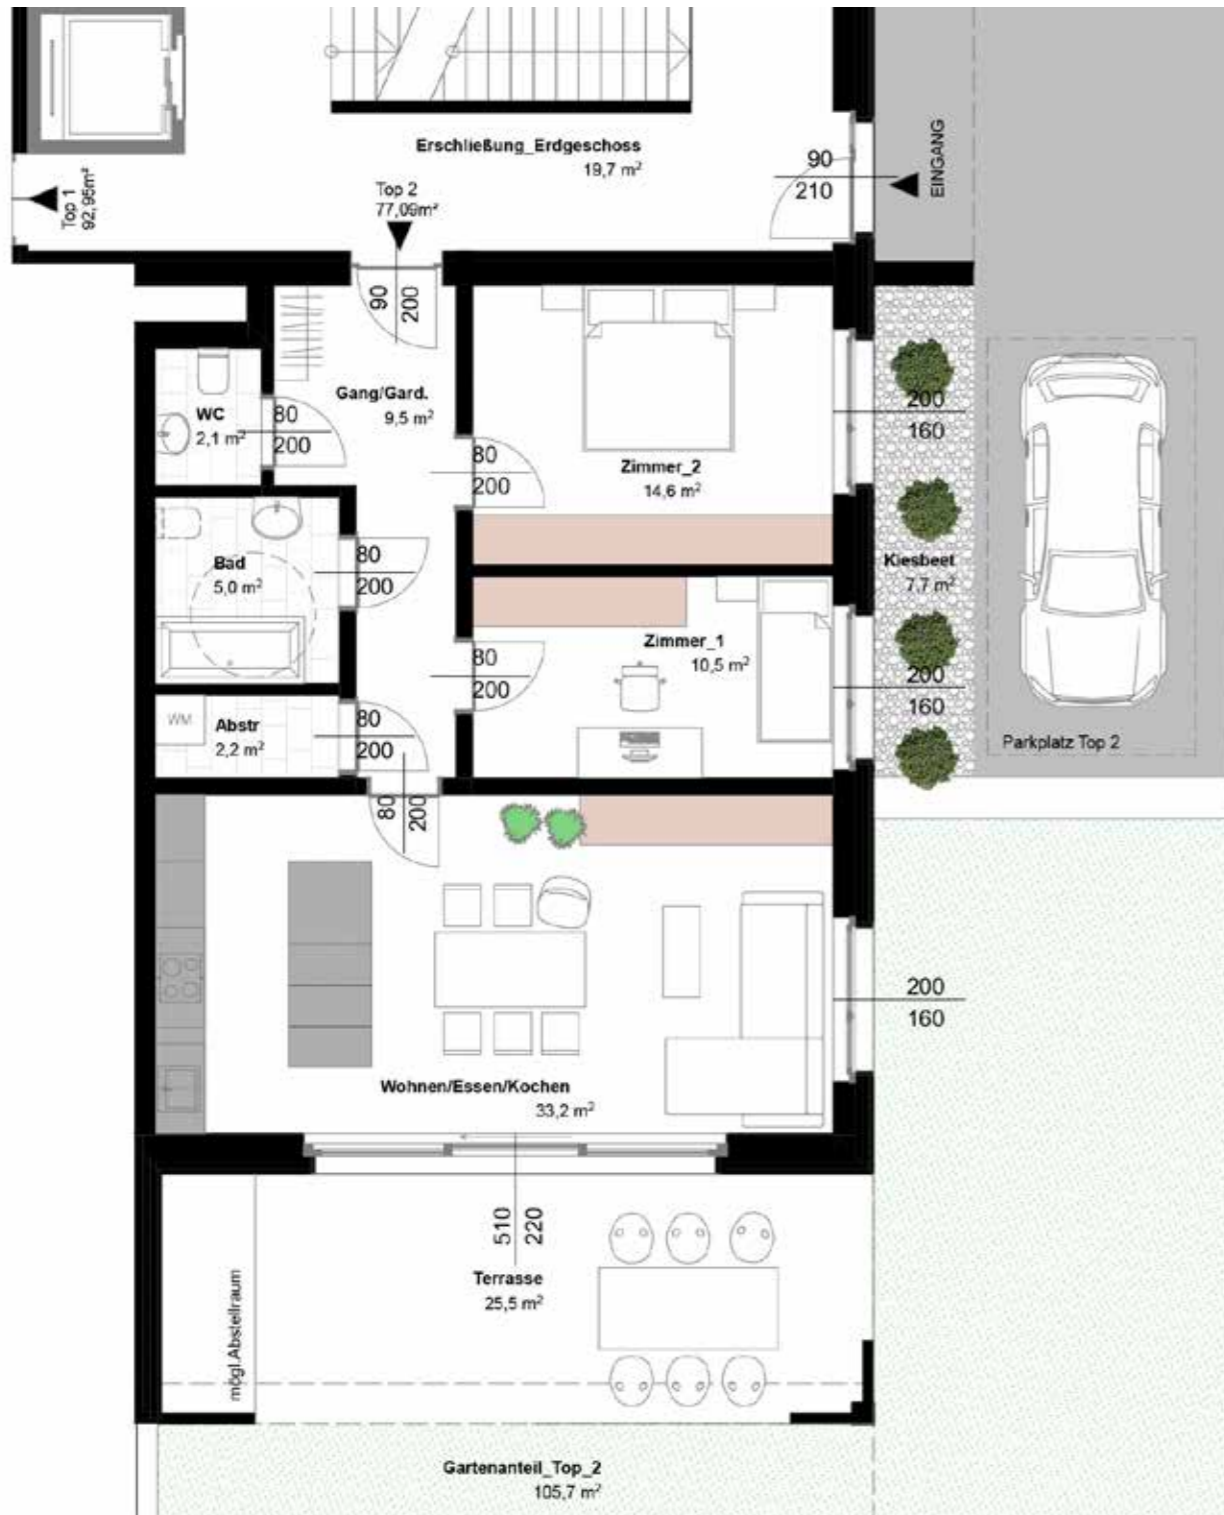 Erschließung_Erdgeschoss
19,7 m²
90
210
EINGANG
Top 1
92,95m²
Top 2
77,09m²
90
200
Gang/Gard.
9,5 m²
WC
2,1 m²
80
200
80
200
Zimmer_2
14,6 m²
200
160
Bad
5,0 m²
80
200
Kiesbeet
7,7 m²
Zimmer_1
10,5 m²
80
200
200
160
WM
Abstr
2,2 m²
80
200
Parkplatz Top 2
80
200
200
160
Wohnen/Essen/Kochen
33,2 m²
510
220
Terrasse
25,5 m²
mögl.Abstellraum
Gartenanteil_Top_2
105,7 m²